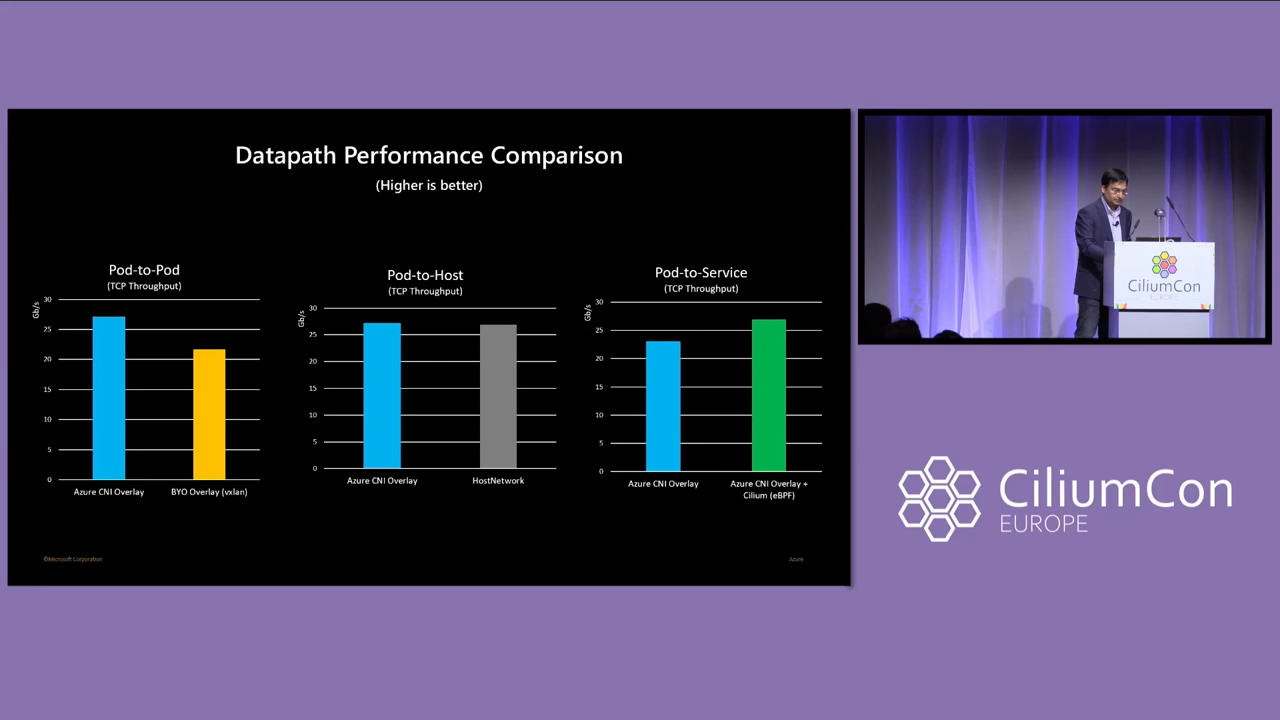 Datapath Performance Comparison
(Higher is better)
Pod-to-Pod
(TCP Throughput)
Gb/s
30
25
20
15
10
5
0
Azure CNI Overlay
BYO Overlay (vxlan)
Pod-to-Host
(TCP Throughput)
Gb/s
30
25
20
15
10
5
0
Azure CNI Overlay
HostNetwork
Pod-to-Service
(TCP Throughput)
Gb/s
30
25
20
15
10
5
0
Azure CNI Overlay
Azure CNI Overlay +
Cilium (eBPF)
©Microsoft Corporation
Azure
CiliumCon
EUROPE
CiliumCon
EUROPE